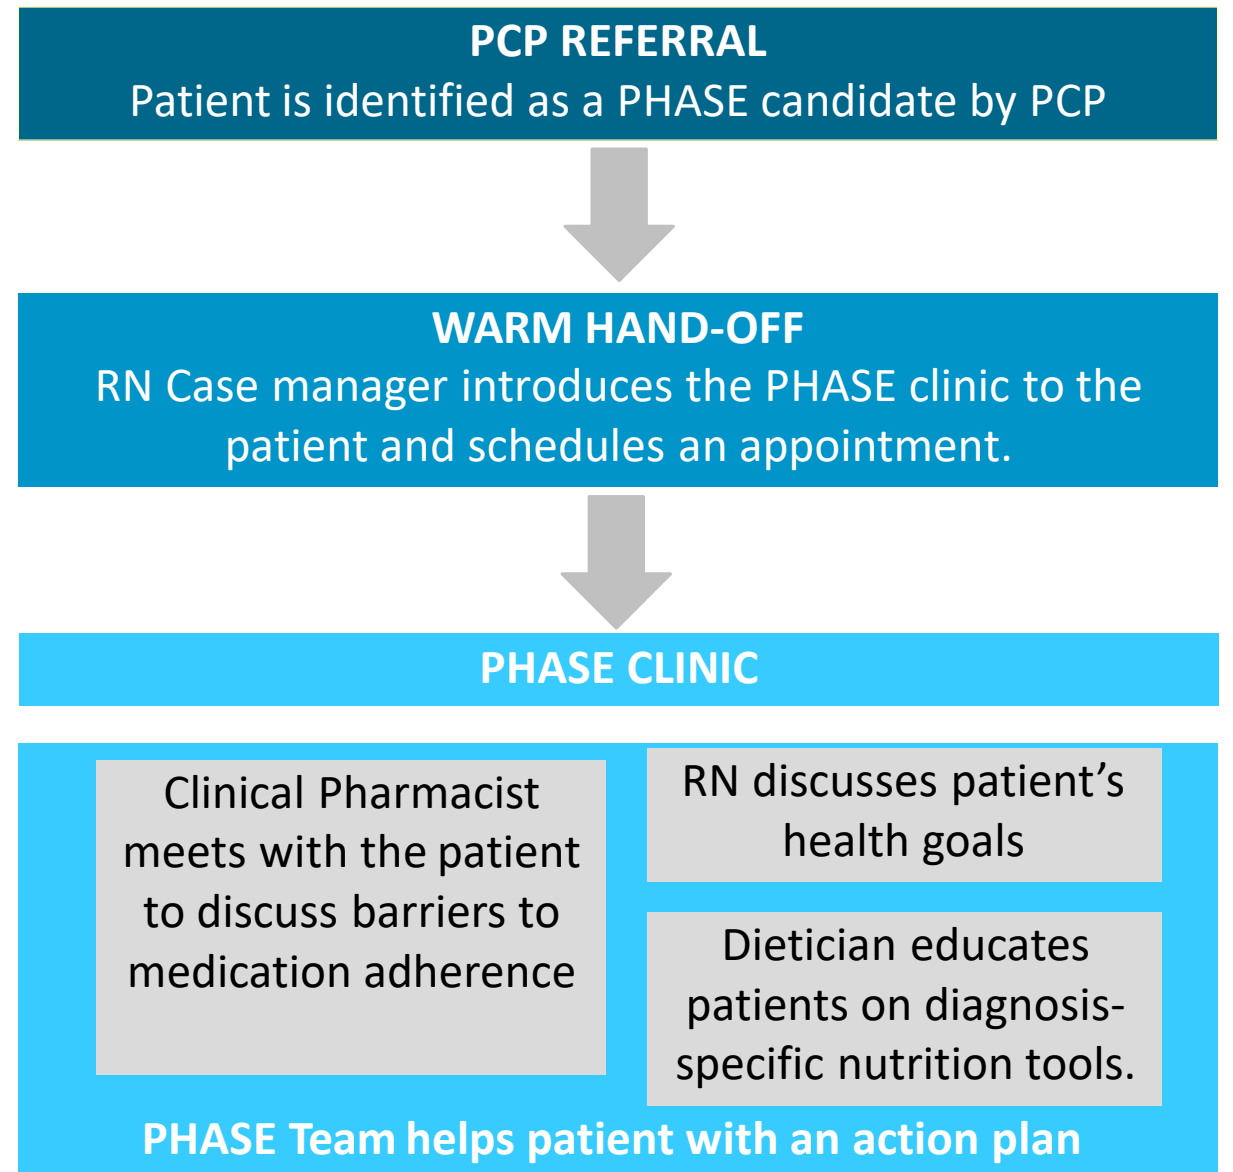 PCP REFERRAL
Patient is identified as a PHASE candidate by PCP
WARM HAND-OFF
RN Case manager introduces the PHASE clinic to the
patient and schedules an appointment.
PHASE CLINIC
Clinical Pharmacist
meets with the patient
to discuss barriers to
medication adherence
RN discusses patient’s
health goals
Dietician educates
patients on diagnosis-
specific nutrition tools.
PHASE Team helps patient with an action plan